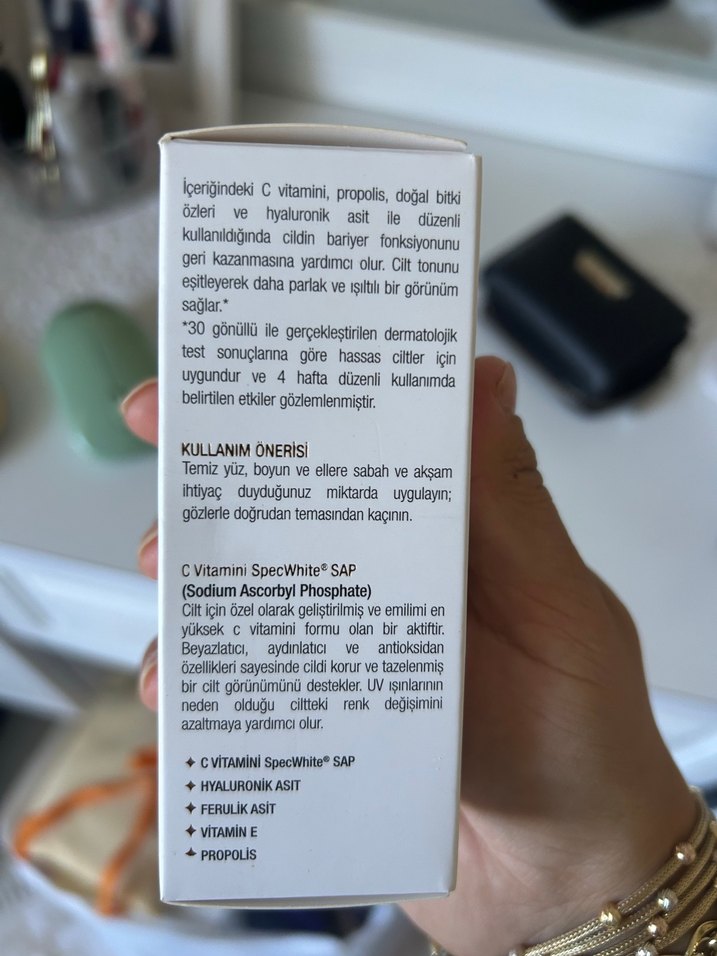 İçeriğindeki C vitamini, propolis, doğal bitki
özleri ve hyaluronik asit ile düzenli
kullanıldığında cildin bariyer fonksiyonunu
geri kazanmasına yardımcı olur. Cilt tonunu
eşitleyerek daha parlak ve ışıltılı bir görünüm
sağlar.*
*30 gönüllü ile gerçekleştirilen dermatolojik
test sonuçlarına göre hassas ciltler için
uygundur ve 4 hafta düzenli kullanımda
belirtilen etkiler gözlemlenmiştir.
KULLANIM ÖNERİSİ
Temiz yüz, boyun ve ellere sabah ve akşam
ihtiyaç duyduğunuz miktarda uygulayın;
gözlerle doğrudan temasından kaçının.
C Vitamini SpecWhite® SAP
(Sodium Ascorbyl Phosphate)
Cilt için özel olarak geliştirilmiş ve emilimi en
yüksek c vitamini formu olan bir aktiftir.
Beyazlatıcı, aydınlatıcı ve antioksidan
özellikleri sayesinde cildi korur ve tazelenmiş
bir cilt görünümünü destekler. UV ışınlarının
neden olduğu ciltteki renk değişimini
azaltmaya yardımcı olur.
✦ C VİTAMİNİ SpecWhite® SAP
✦ HYALURONİK ASIT
✦ FERULİK ASİT
✦ VİTAMİN E
✦ PROPOLİS